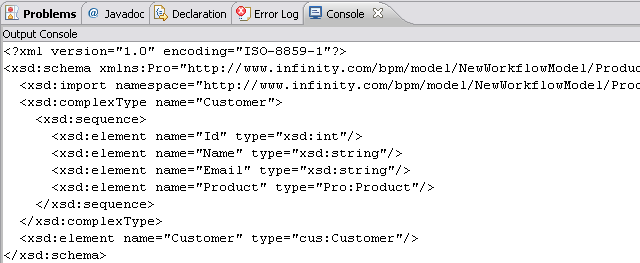 Problems @ Javadoc Declaration Error Log Console
Output Console
<?xml version="1.0" encoding="ISO-8859-1"?>
<xsd:schema xmlns:Pro="http://www.infinity.com/bpm/model/NewWorkflowModel/Produc
<xsd:import namespace="http://www.infinity.com/bpm/model/NewWorkflowModel/Prod
<xsd:complexType name="Customer">
<xsd:sequence>
<xsd:element name="Id" type="xsd:int"/>
<xsd:element name="Name" type="xsd:string"/>
<xsd:element name="Email" type="xsd:string"/>
<xsd:element name="Product" type="Pro:Product"/>
</xsd:sequence>
</xsd:complexType>
<xsd:element name="Customer" type="cus:Customer"/>
</xsd:schema>